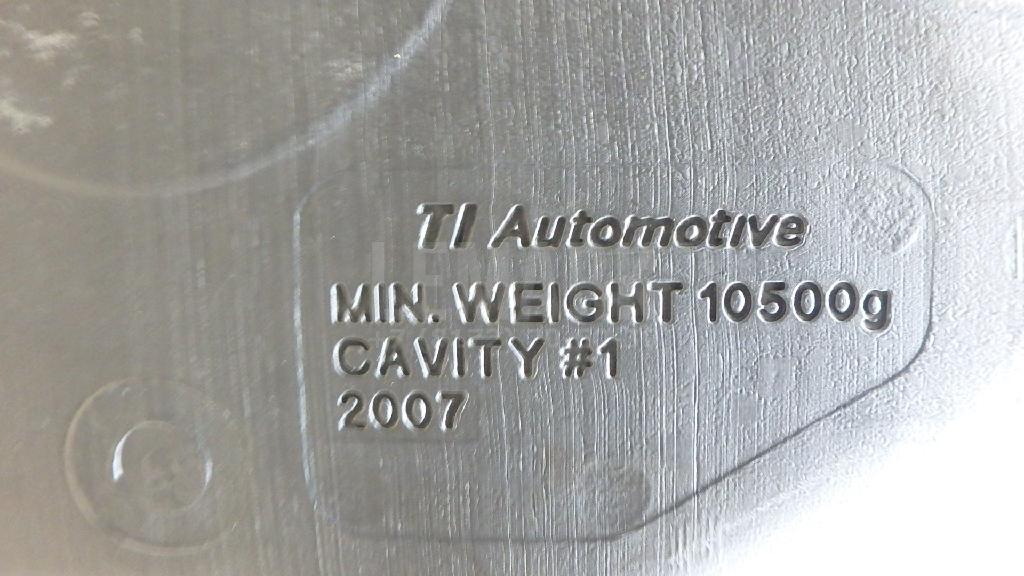 TI Automotive
MIN. WEIGHT 10500g
CAVITY #1
2007